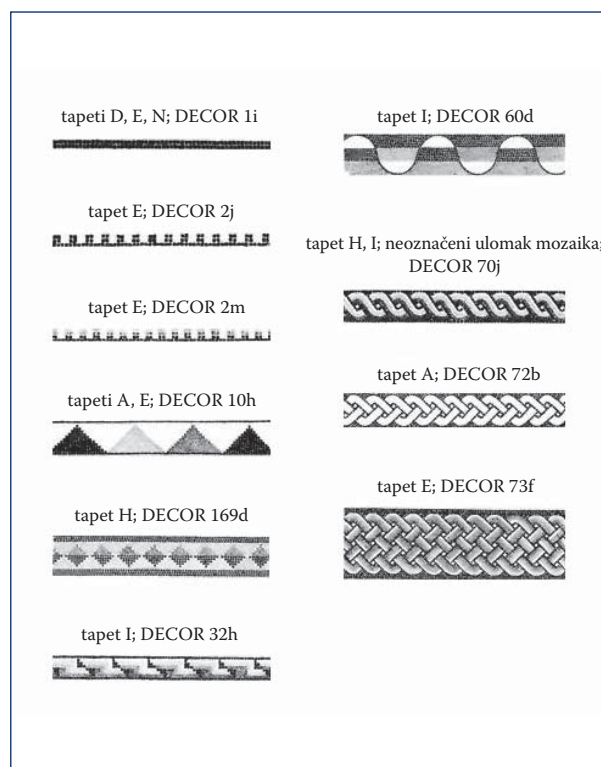 tapeti D, E, N; DECOR 1i
tapet E; DECOR 2j
tapet E; DECOR 2m
tapeti A, E; DECOR 10h
tapet H; DECOR 169d
tapet I; DECOR 32h
tapet I; DECOR 60d
tapet H, I; neoznačeni ulomak mozaika;
DECOR 70j
tapet A; DECOR 72b
tapet E; DECOR 73f